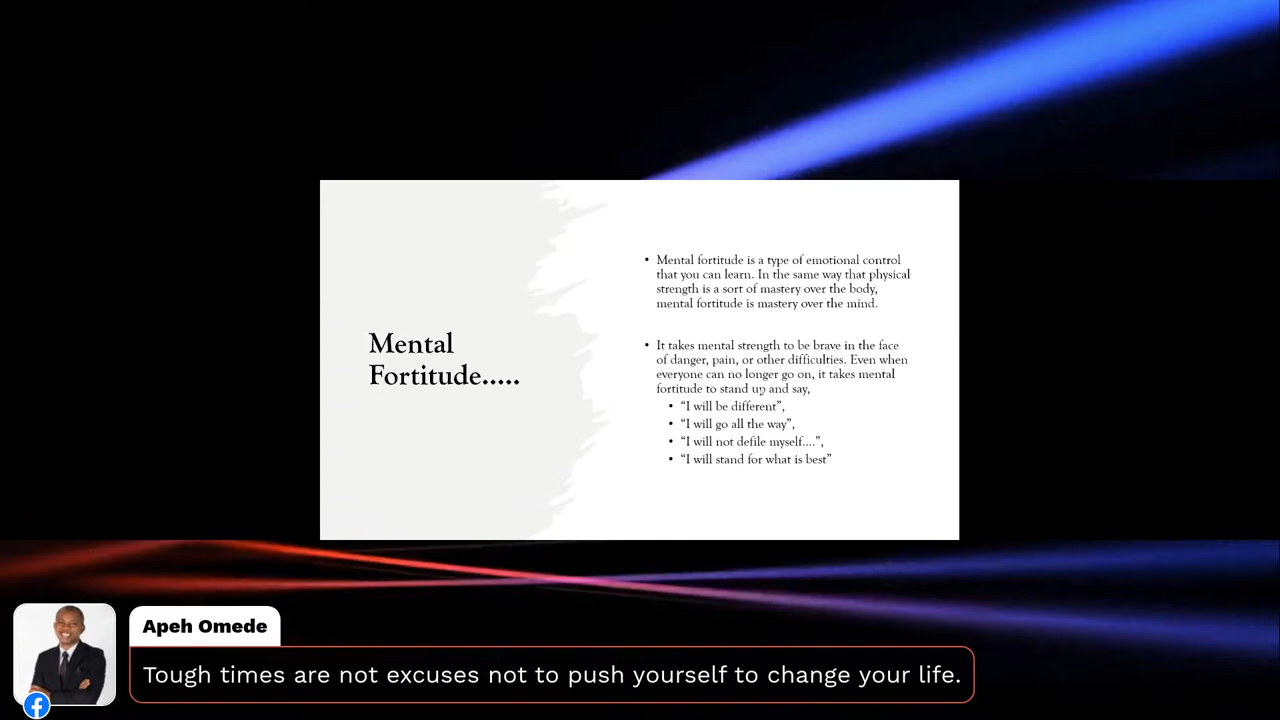 Mental
Fortitude.....
• Mental fortitude is a type of emotional control
that you can learn. In the same way that physical
strength is a sort of mastery over the body,
mental fortitude is mastery over the mind.
• It takes mental strength to be brave in the face
of danger, pain, or other difficulties. Even when
everyone can no longer go on, it takes mental
fortitude to stand up and say,
• “I will be different”,
• “I will go all the way”,
• “I will not defile myself....”,
• “I will stand for what is best”
Apeh Omede
Tough times are not excuses not to push yourself to change your life.